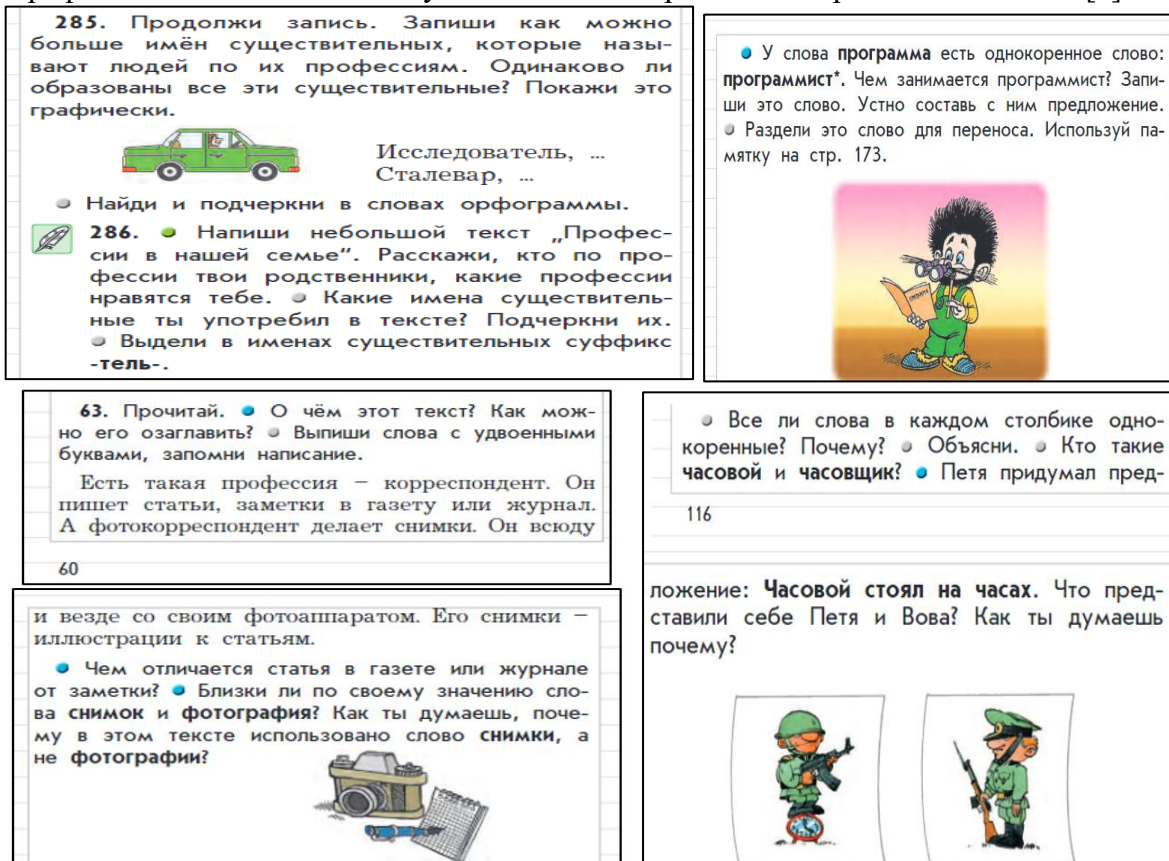 285. Продолжи запись. Запиши как можно
больше имён существительных, которые назы-
вают людей по их профессиям. Одинаково ли
образованы все эти существительные? Покажи это
графически.
Исследователь, ...
Сталевар, ...
Найди и подчеркни в словах орфограммы.
286. Напиши небольшой текст „Профес-
сии в нашей семье“. Расскажи, кто по про-
фессии твои родственники, какие профессии
нравятся тебе. Какие имена существитель-
ные ты употребил в тексте? Подчеркни их.
Выдели в именах существительных суффикс
-тель-.
У слова программа есть однокоренное слово:
программист*. Чем занимается программист? Запи-
ши это слово. Устно составь с ним предложение.
Раздели это слово для переноса. Используй па-
мятку на стр. 173.
63. Прочитай. О чём этот текст? Как мож-
но его озаглавить? Выпиши слова с удвоенными
буквами, запомни написание.
Есть такая профессия – корреспондент. Он
пишет статьи, заметки в газету или журнал.
А фотокорреспондент делает снимки. Он всюду
60
и везде со своим фотоаппаратом. Его снимки –
иллюстрации к статьям.
Чем отличается статья в газете или журнале
от заметки? Близки ли по своему значению сло-
ва снимок и фотография? Как ты думаешь, поче-
му в этом тексте использовано слово снимки, а
не фотографии?
Все ли слова в каждом столбике одно-
коренные? Почему? Объясни. Кто такие
часовой и часовщик? Петя придумал пред-
116
ложение: Часовой стоял на часах. Что пред-
ставили себе Петя и Вова? Как ты думаешь
почему?